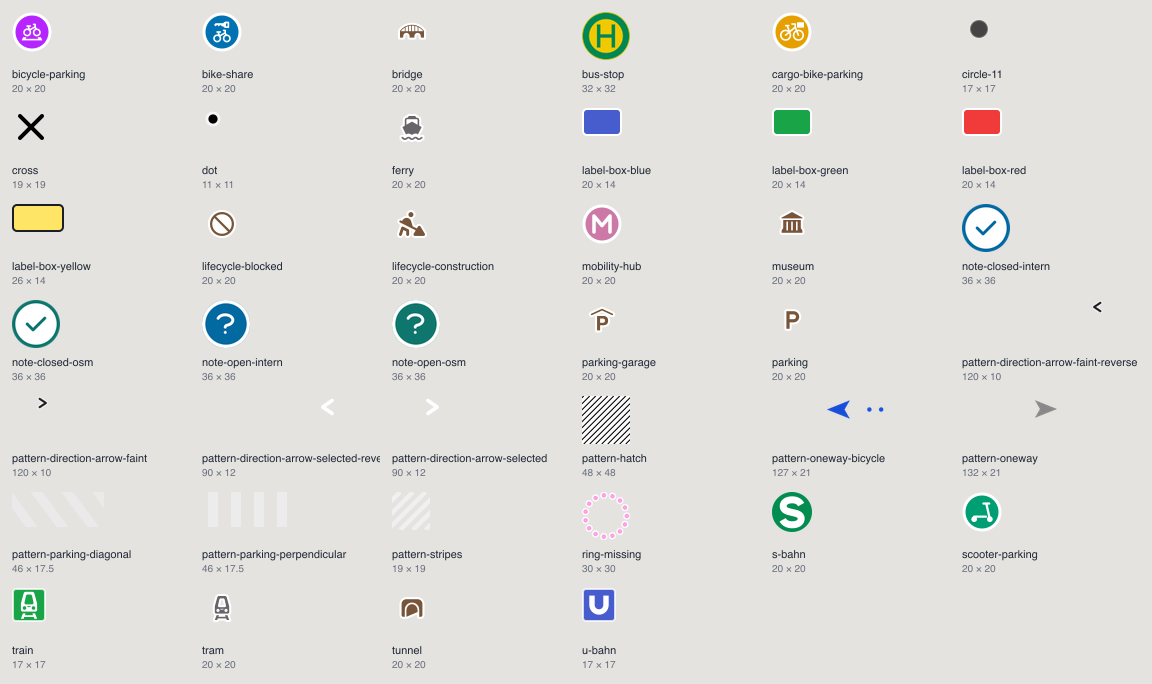 H
bicycle-parking
20 × 20
bike-share
20 × 20
bridge
20 × 20
bus-stop
32 × 32
cargo-bike-parking
20 × 20
circle-11
17 × 17
cross
19 × 19
dot
11 × 11
ferry
20 × 20
label-box-blue
20 × 14
label-box-green
20 × 14
label-box-red
20 × 14
M
label-box-yellow
26 × 14
lifecycle-blocked
20 × 20
lifecycle-construction
20 × 20
mobility-hub
20 × 20
museum
20 × 20
note-closed-intern
36 × 36
?
?
P
P
<
note-closed-osm
36 × 36
note-open-intern
36 × 36
note-open-osm
36 × 36
parking-garage
20 × 20
parking
20 × 20
pattern-direction-arrow-faint-reverse
120 × 10
>
<
>
pattern-direction-arrow-faint
120 × 10
pattern-direction-arrow-selected-reve
90 × 12
pattern-direction-arrow-selected
90 × 12
pattern-hatch
48 × 48
pattern-oneway-bicycle
127 × 21
pattern-oneway
132 × 21
S
pattern-parking-diagonal
46 × 17.5
pattern-parking-perpendicular
46 × 17.5
pattern-stripes
19 × 19
ring-missing
30 × 30
s-bahn
20 × 20
scooter-parking
20 × 20
U
train
17 × 17
tram
20 × 20
tunnel
20 × 20
u-bahn
17 × 17